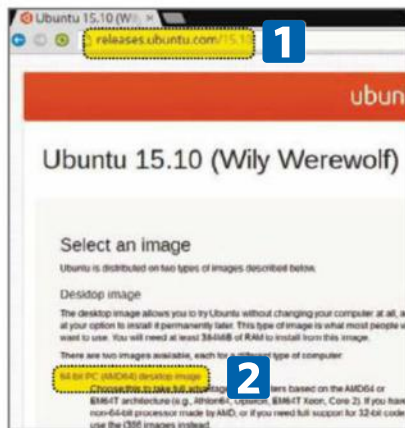 Ubuntu 15.10 (Wil
releases.ubuntu.com/15.10
1
ubun
Ubuntu 15.10 (Wily Werewolf)
Select an image
Ubuntu is distributed on two types of images described below.
Desktop image
The desktop image allows you to try Ubuntu without changing your computer at all, a
at your option to install it permanently later. This type of image is what most people w
want to use. You will need at least 384MiB of RAM to install from this image.
There are two images available, each for a different type of computer:
64-bit PC (AMD64) desktop image
2
Choose this to take full advantage ters based on the AMD64 or
EM64T architecture (e.g., Athlon64, Opteron, EM64T Xeon, Core 2). If you have
non-64-bit processor made by AMD, or if you need full support for 32-bit code
use the i386 images instead.